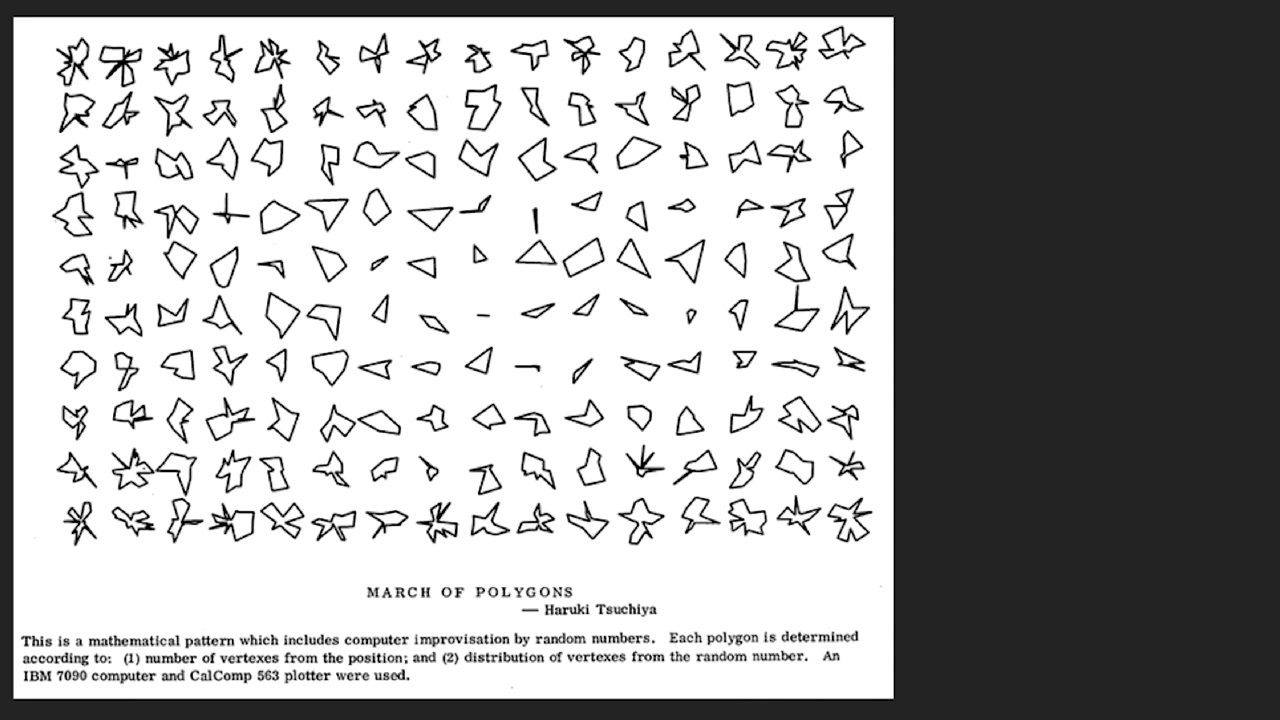 MARCH OF POLYGONS
— Haruki Tsuchiya
This is a mathematical pattern which includes computer improvisation by random numbers. Each polygon is determined
according to: (1) number of vertexes from the position; and (2) distribution of vertexes from the random number. An
IBM 7090 computer and CalComp 563 plotter were used.